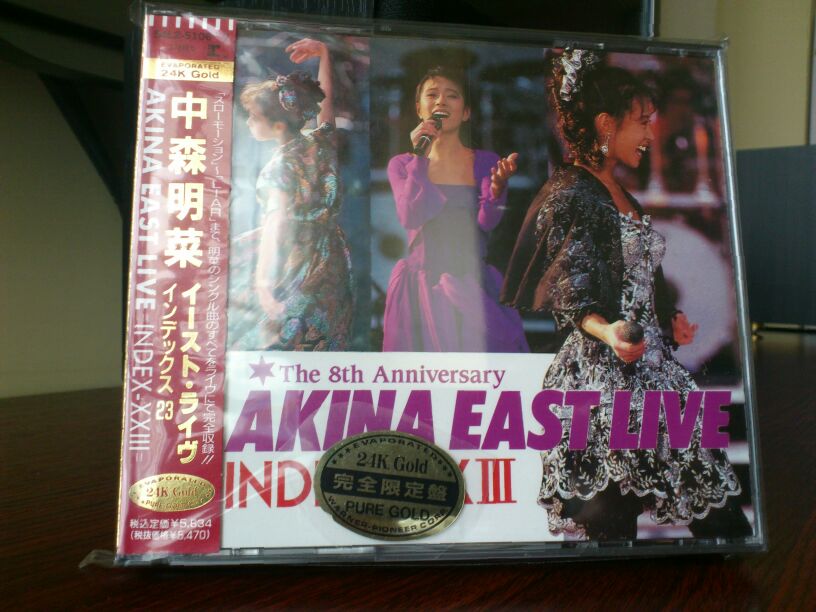 EVAPORATED
24K Gold
中森明菜
イースト・ライヴ
インデックス23
AKINA EAST LIVE
=INDEX-XXIII=
「スローモーション」〜「LIAR」まで、明菜のシングル曲のすべてをライヴにて完全収録!!
EVAPORATED
24K Gold
税込定価¥5,634
(税抜価格¥5,470)
The 8th Anniversary
AKINA EAST LIVE
INDE
XIII
EVAPORATED
24K Gold
完全限定盤
PURE GOLD
WARNER-PIONEER CORP.